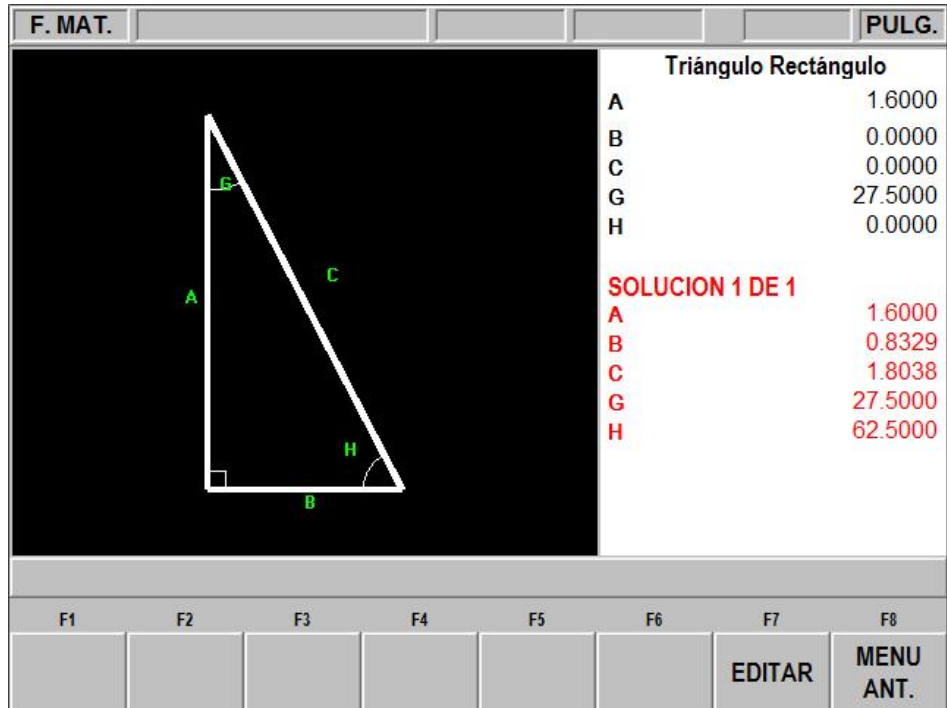 F. MAT. PULG.
Triángulo Rectángulo
A 1.6000
B 0.0000
C 0.0000
G 27.5000
H 0.0000
SOLUCION 1 DE 1
A 1.6000
B 0.8329
C 1.8038
G 27.5000
H 62.5000
G
C
A
H
B
F1 F2 F3 F4 F5 F6 F7 F8
EDITAR
MENU
ANT.